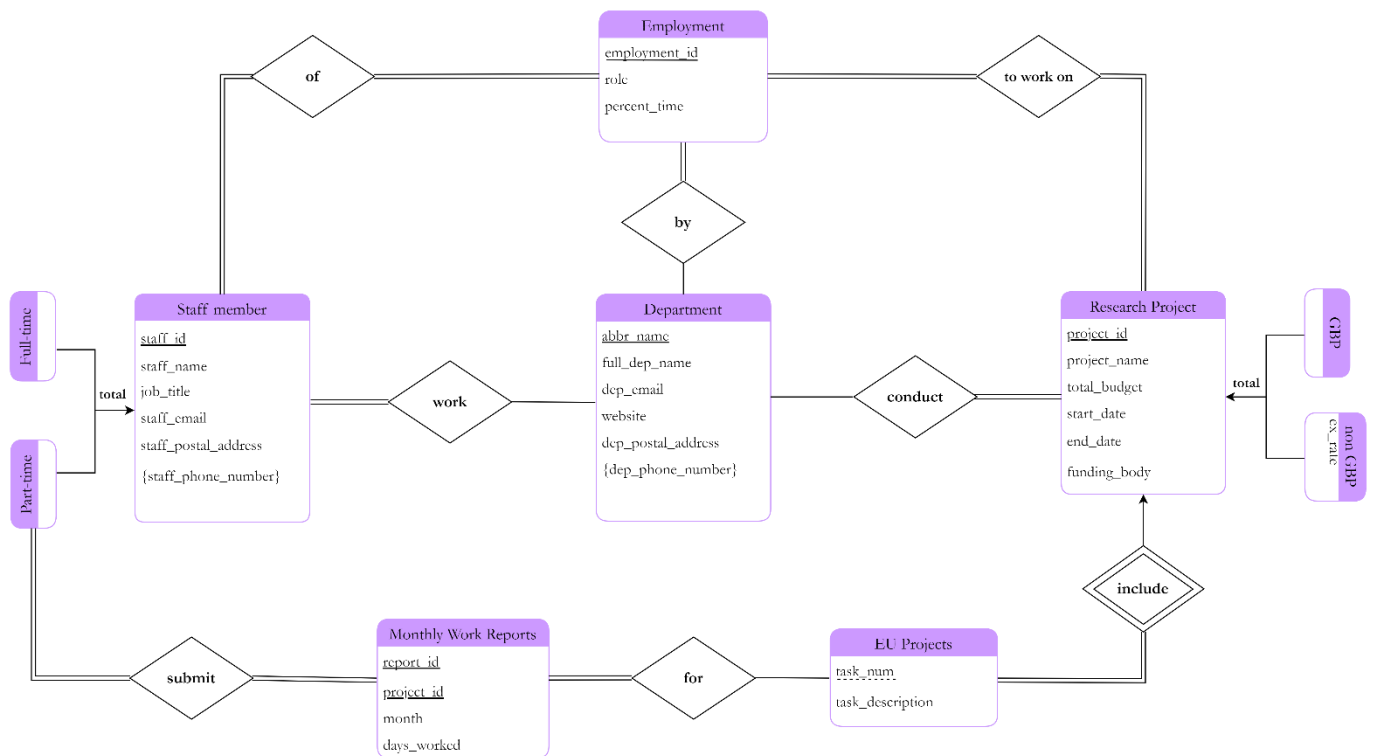 Employment
employment_id
role
percent_time
of
to work on
by
Full-time
Part-time
total
Staff member
staff_id
staff_name
job_title
staff_email
staff_postal_address
{staff_phone_number}
work
Department
abbr_name
full_dep_name
dep_email
website
dep_postal_address
{dep_phone_number}
conduct
Research Project
project_id
project_name
total_budget
start_date
end_date
funding_body
total
GBP
non GBP
ex_rate
include
submit
Monthly Work Reports
report_id
project_id
month
days_worked
for
EU Projects
task_num
task_description